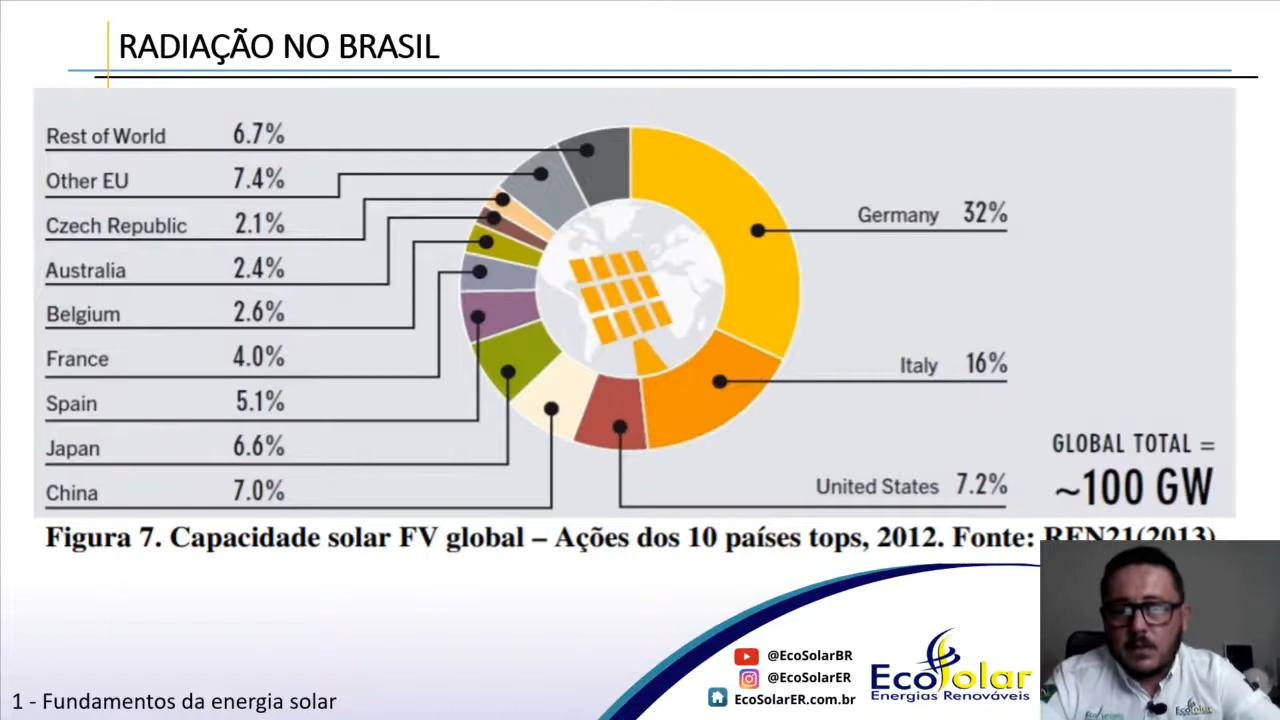 RADIAÇÃO NO BRASIL
Rest of World 6.7%
Other EU 7.4%
Czech Republic 2.1%
Australia 2.4%
Belgium 2.6%
France 4.0%
Spain 5.1%
Japan 6.6%
China 7.0%
Germany 32%
Italy 16%
United States 7.2%
GLOBAL TOTAL =
~100 GW
Figura 7. Capacidade solar FV global – Ações dos 10 países tops, 2012. Fonte: REN21(2013)
@EcoSolarBR
@EcoSolarER
EcoSolarER.com.br
EcoSolar
Energias Renováveis
1 - Fundamentos da energia solar